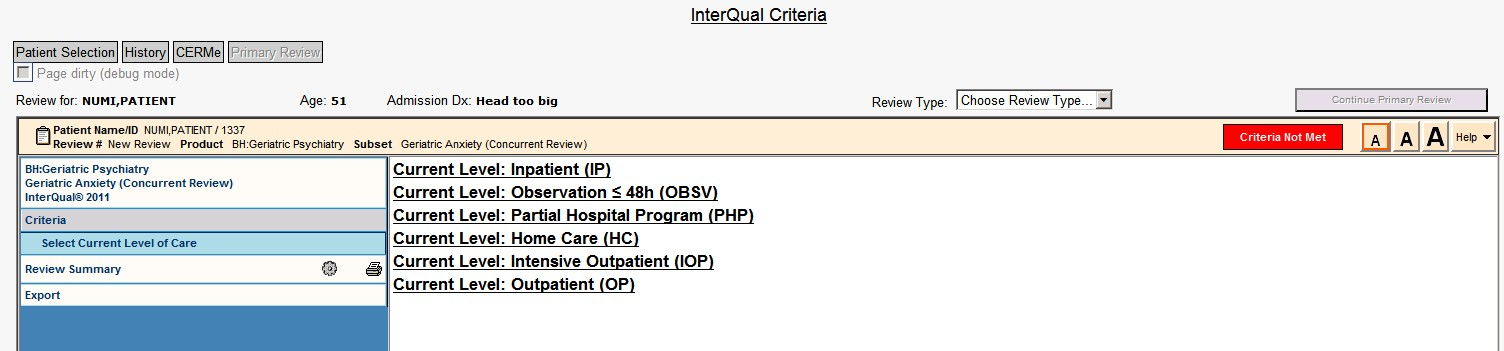 InterQual Criteria
Patient Selection History CERMe Primary Review
Page dirty (debug mode)
Review for: NUMI,PATIENT Age: 51 Admission Dx: Head too big Review Type: Choose Review Type... Continue Primary Review
Patient Name/ID NUMI,PATIENT / 1337
Review # New Review Product BH:Geriatric Psychiatry Subset Geriatric Anxiety (Concurrent Review)
Criteria Not Met A A A Help
BH:Geriatric Psychiatry
Geriatric Anxiety (Concurrent Review)
InterQual® 2011
Criteria
Select Current Level of Care
Review Summary
Export
Current Level: Inpatient (IP)
Current Level: Observation ≤ 48h (OBSV)
Current Level: Partial Hospital Program (PHP)
Current Level: Home Care (HC)
Current Level: Intensive Outpatient (IOP)
Current Level: Outpatient (OP)